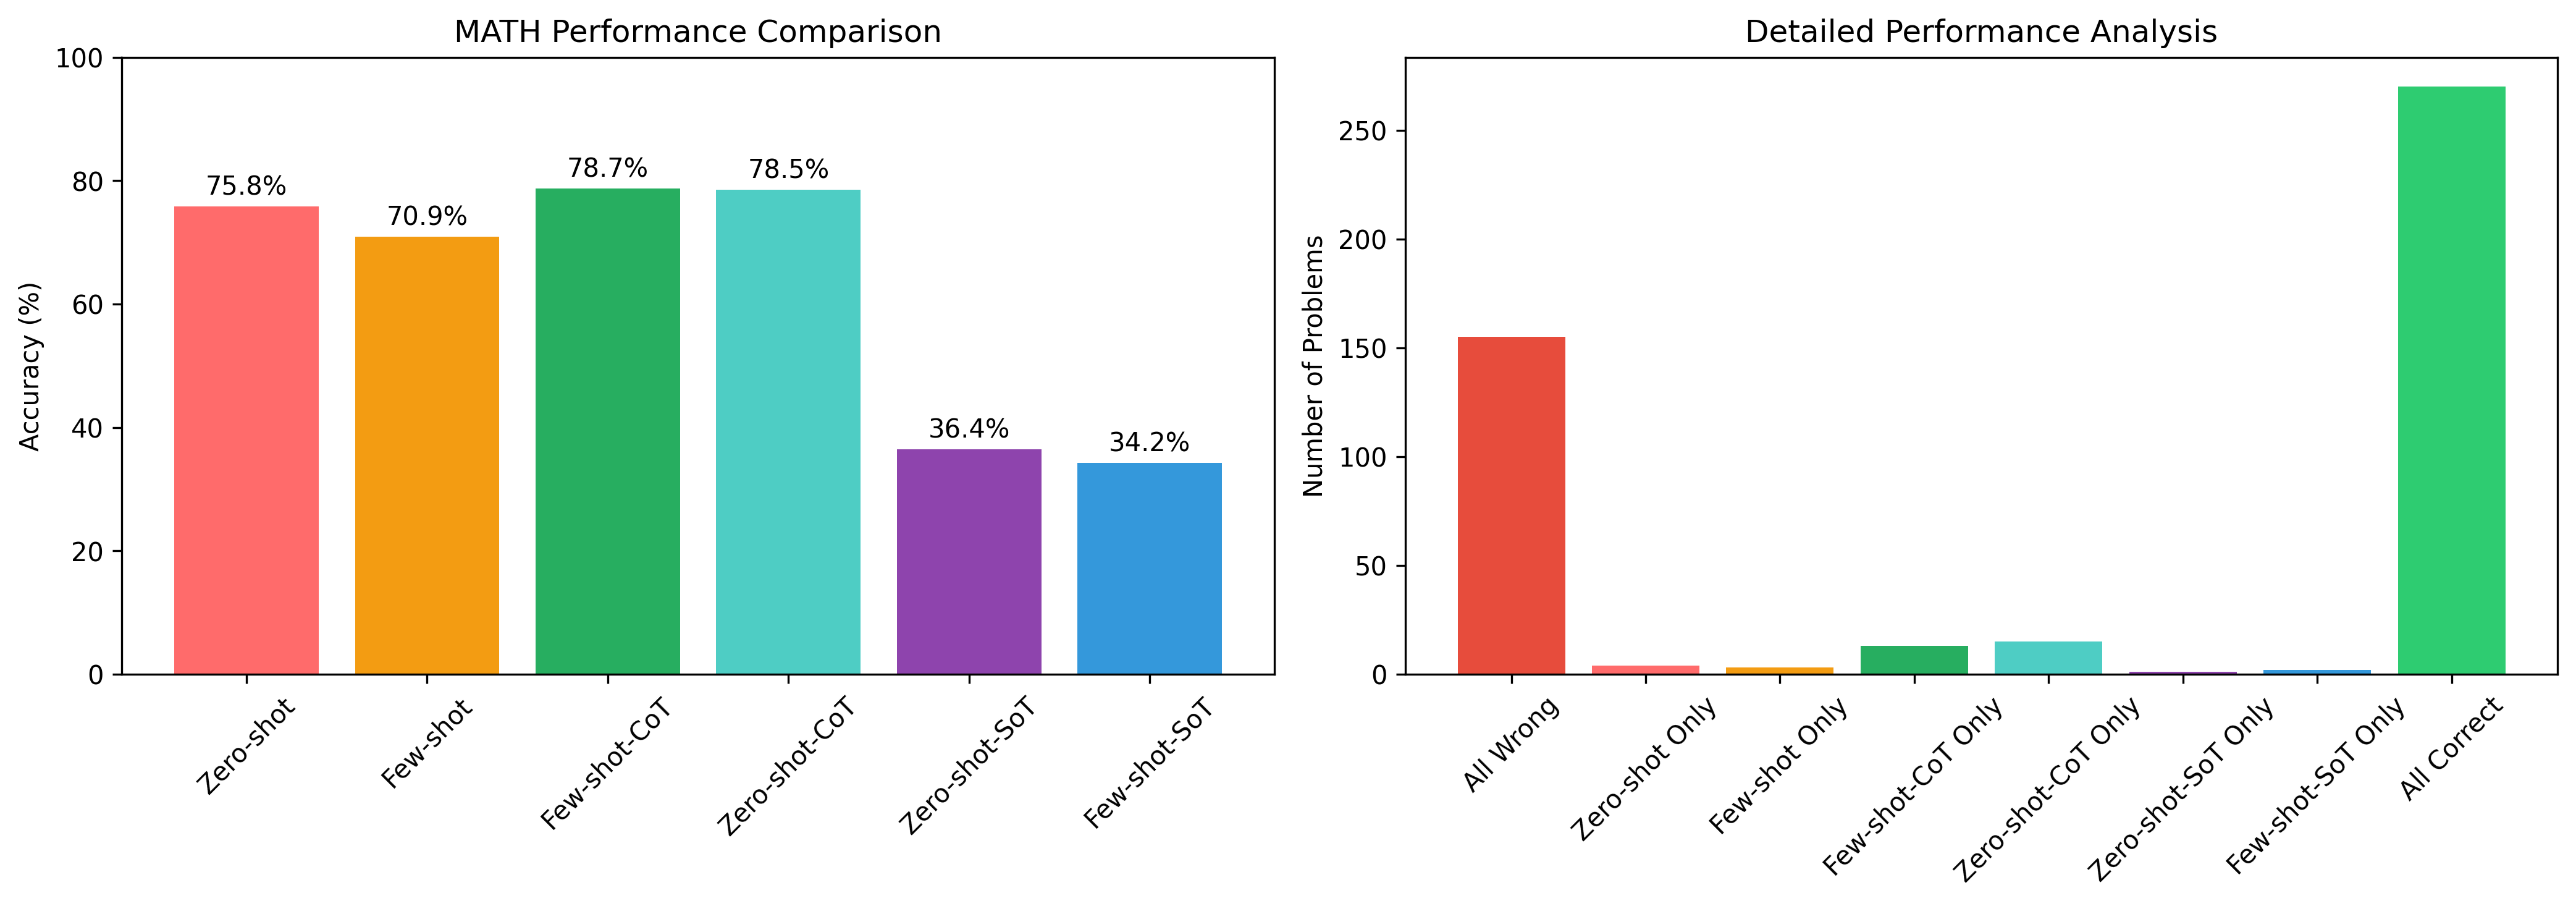 MATH Performance Comparison
Accuracy (%)
100
80
60
40
20
0
75.8%
70.9%
78.7%
78.5%
36.4%
34.2%
Zero-shot
Few-shot
Few-shot-CoT
Zero-shot-CoT
Zero-shot-SoT
Few-shot-SoT
Detailed Performance Analysis
Number of Problems
250
200
150
100
50
0
All Wrong
Zero-shot Only
Few-shot Only
Few-shot-CoT Only
Zero-shot-CoT Only
Zero-shot-SoT Only
Few-shot-SoT Only
All Correct